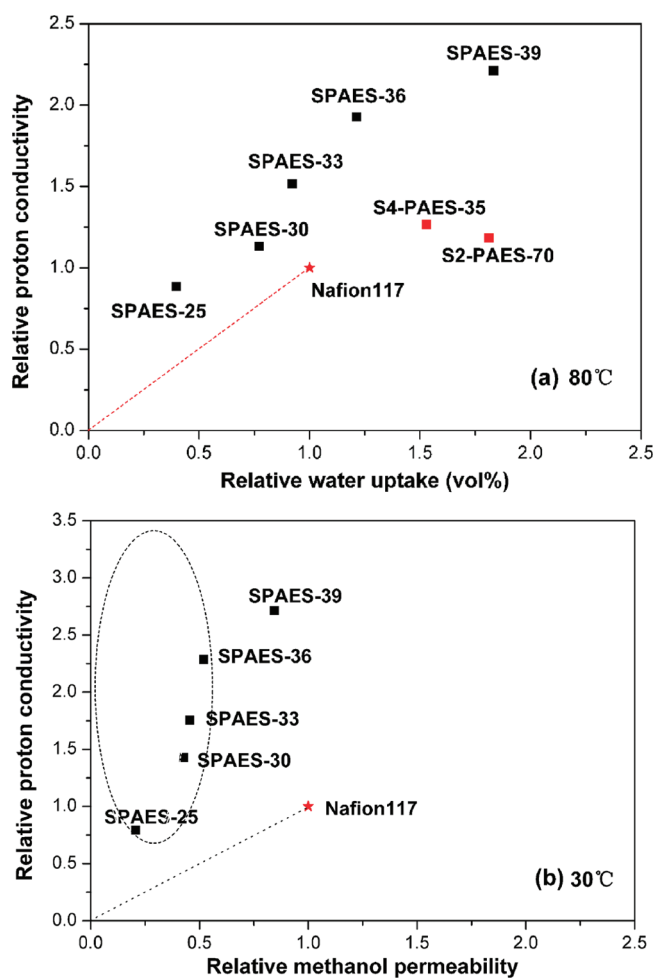 2.5
SPAES-39
SPAES-36
2.0
SPAES-33
1.5
S4-PAES-35
SPAES-30
S2-PAES-70
1.0
Nafion117
SPAES-25
0.5
(a) 80℃
0.0
0.0 0.5 1.0 1.5 2.0 2.5
Relative proton conductivity
Relative water uptake (vol%)
3.5
3.0
SPAES-39
2.5
SPAES-36
2.0
SPAES-33
1.5
SPAES-30
1.0
SPAES-25
Nafion117
0.5
(b) 30℃
0.0
0.0 0.5 1.0 1.5 2.0 2.5
Relative proton conductivity
Relative methanol permeability